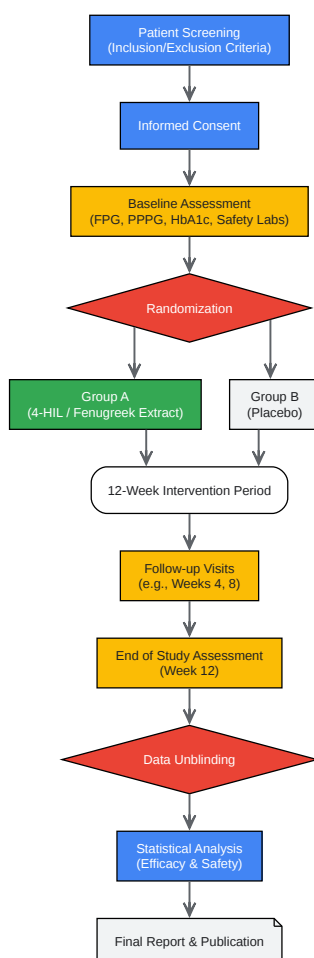 Patient Screening
(Inclusion/Exclusion Criteria)
Informed Consent
Baseline Assessment
(FPG, PPPG, HbA1c, Safety Labs)
Randomization
Group A
(4-HIL / Fenugreek Extract)
Group B
(Placebo)
12-Week Intervention Period
Follow-up Visits
(e.g., Weeks 4, 8)
End of Study Assessment
(Week 12)
Data Unblinding
Statistical Analysis
(Efficacy & Safety)
Final Report & Publication